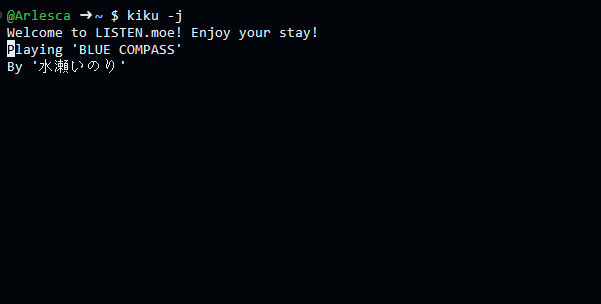 @Arlesca ➜~ $ kiku -j
Welcome to LISTEN.moe! Enjoy your stay!
Playing 'BLUE COMPASS'
By '水瀬いのり'